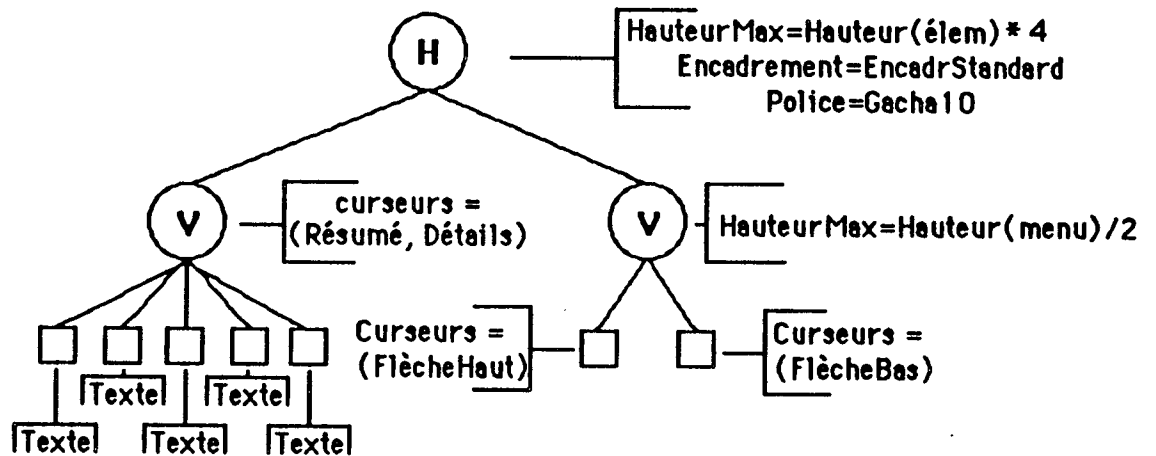 H
HauteurMax=Hauteur(élem)*4
Encadrement=EncadrStandard
Police=Gacha10
V
curseurs =
(Résumé, Détails)
V
HauteurMax=Hauteur(menu)/2
Curseurs =
(FlècheHaut)
Curseurs =
(FlècheBas)
Texte
Texte
Texte
Texte
Texte